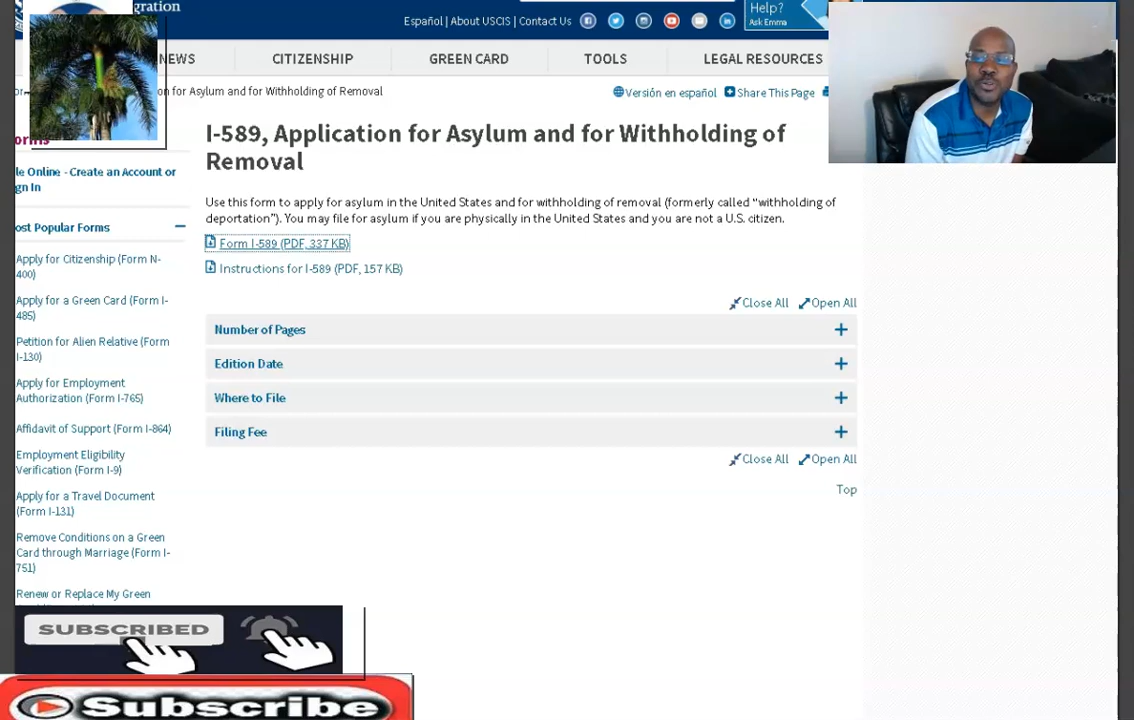 gration
Español | About USCIS | Contact Us
Help?
Ask Emma
NEWS
CITIZENSHIP
GREEN CARD
TOOLS
LEGAL RESOURCES
on for Asylum and for Withholding of Removal
Versión en español
Share This Page
orms
I-589, Application for Asylum and for Withholding of
Removal
le Online - Create an Account or
gn In
Use this form to apply for asylum in the United States and for withholding of removal (formerly called “withholding of
deportation”). You may file for asylum if you are physically in the United States and you are not a U.S. citizen.
Form I-589 (PDF, 337 KB)
Instructions for I-589 (PDF, 157 KB)
ost Popular Forms
Apply for Citizenship (Form N-
400)
Apply for a Green Card (Form I-
485)
Petition for Alien Relative (Form
I-130)
Apply for Employment
Authorization (Form I-765)
Affidavit of Support (Form I-864)
Employment Eligibility
Verification (Form I-9)
Apply for a Travel Document
(Form I-131)
Remove Conditions on a Green
Card through Marriage (Form I-
751)
Renew or Replace My Green
Close All
Open All
Number of Pages
Edition Date
Where to File
Filing Fee
Close All
Open All
Top
SUBSCRIBED
Subscribe